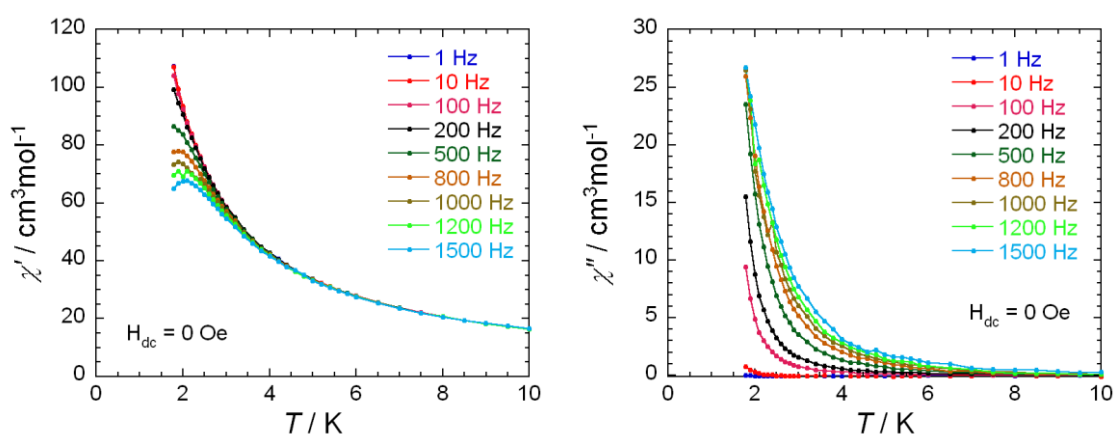 120
100
80
60
40
20
0
χ′ / cm³mol⁻¹
1 Hz
10 Hz
100 Hz
200 Hz
500 Hz
800 Hz
1000 Hz
1200 Hz
1500 Hz
H_dc = 0 Oe
0 2 4 6 8 10
T / K
30
25
20
15
10
5
0
χ″ / cm³mol⁻¹
1 Hz
10 Hz
100 Hz
200 Hz
500 Hz
800 Hz
1000 Hz
1200 Hz
1500 Hz
H_dc = 0 Oe
0 2 4 6 8 10
T / K